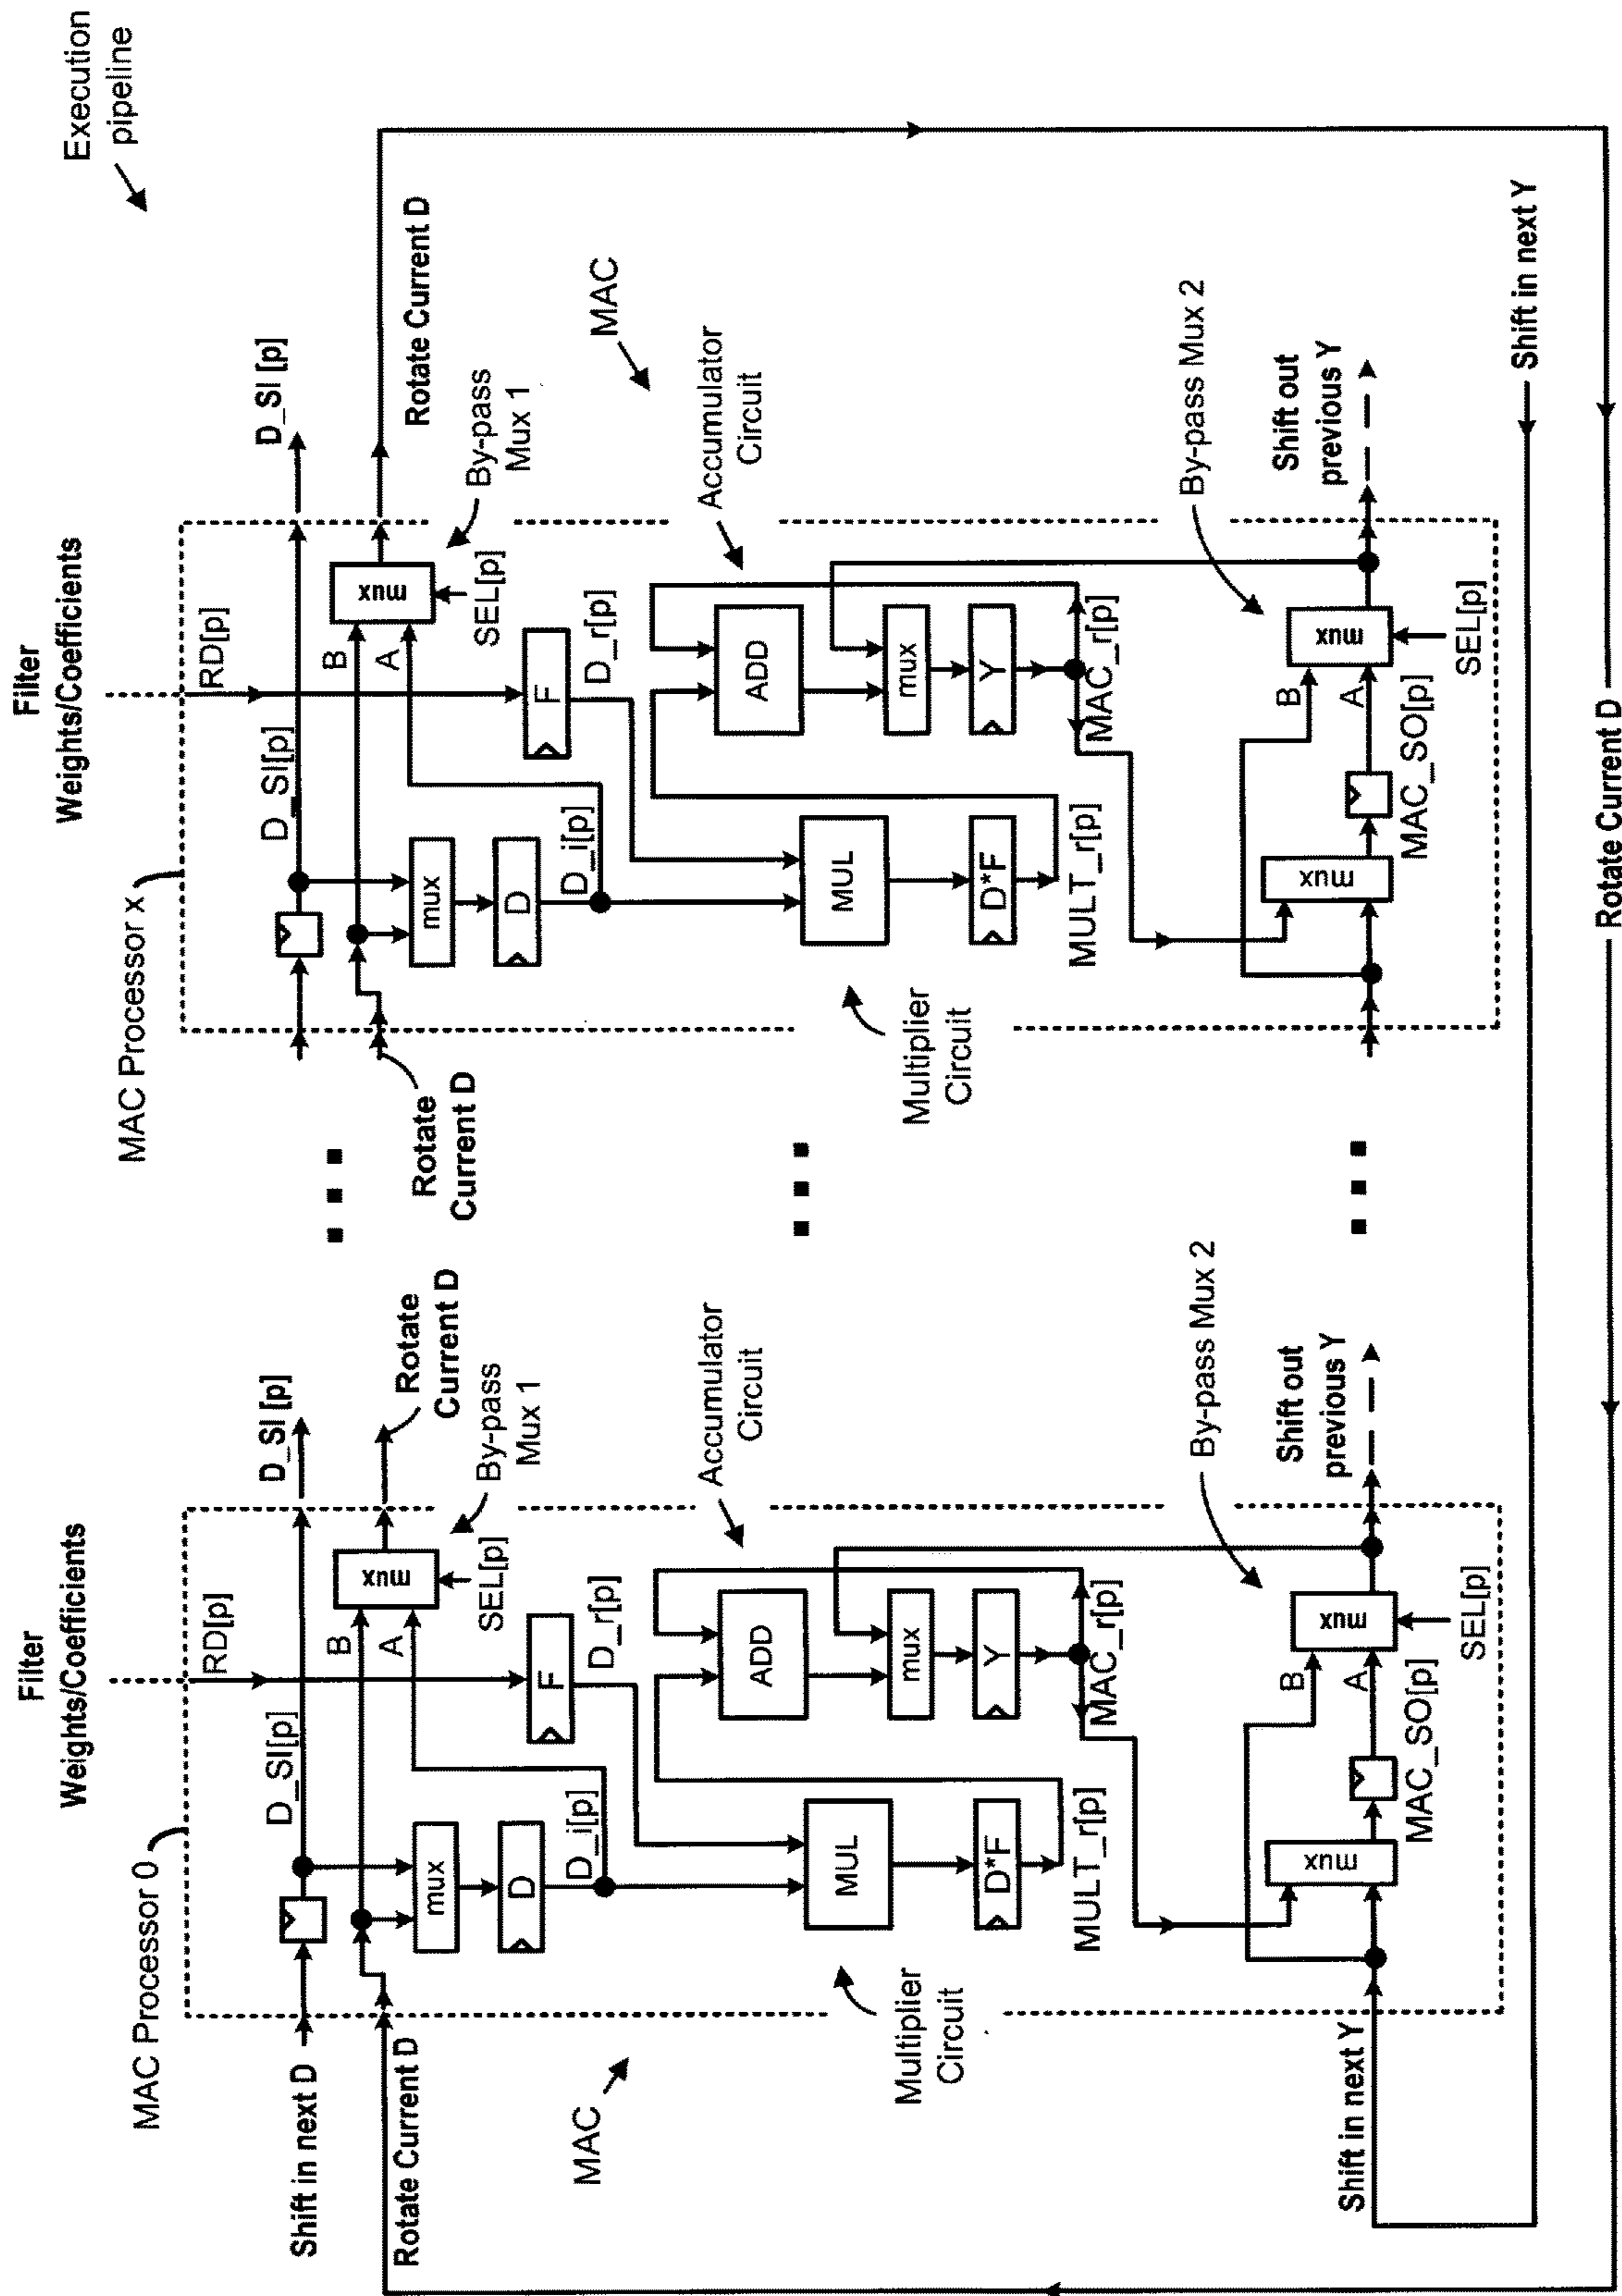 Execution
pipeline
Filter
Weights/Coefficients
MAC Processor 0
RD[p]
D_SI[p]
D_SI [p]
Shift in next D
Rotate Current D
B
A
mux
SEL[p]
By-pass
Mux 1
Rotate
Current D
mux
D
D_i[p]
F
D_r[p]
MAC
Multiplier
Circuit
MUL
D*F
MULT_r[p]
Accumulator
Circuit
ADD
mux
Y
MAC_r[p]
Shift in next Y
mux
MAC_SO[p]
B
A
mux
SEL[p]
By-pass Mux 2
Shift out
previous Y
Filter
Weights/Coefficients
MAC Processor x
RD[p]
D_SI[p]
D_SI [p]
Rotate
Current D
B
A
mux
SEL[p]
By-pass
Mux 1
Rotate Current D
mux
D
D_i[p]
F
D_r[p]
MAC
Multiplier
Circuit
MUL
D*F
MULT_r[p]
Accumulator
Circuit
ADD
mux
Y
MAC_r[p]
mux
MAC_SO[p]
B
A
mux
SEL[p]
By-pass Mux 2
Shift out
previous Y
Shift in next Y
Rotate Current D